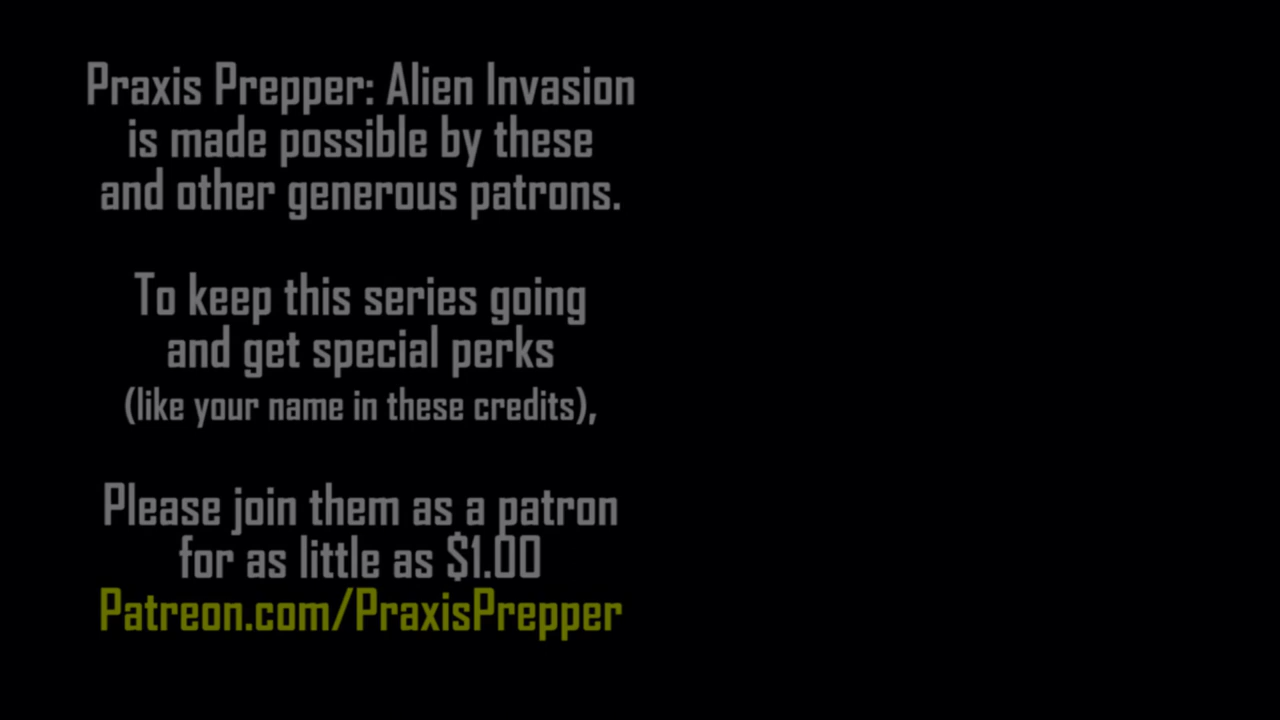 Praxis Prepper: Alien Invasion
is made possible by these
and other generous patrons.
To keep this series going
and get special perks
(like your name in these credits),
Please join them as a patron
for as little as $1.00
Patreon.com/PraxisPrepper